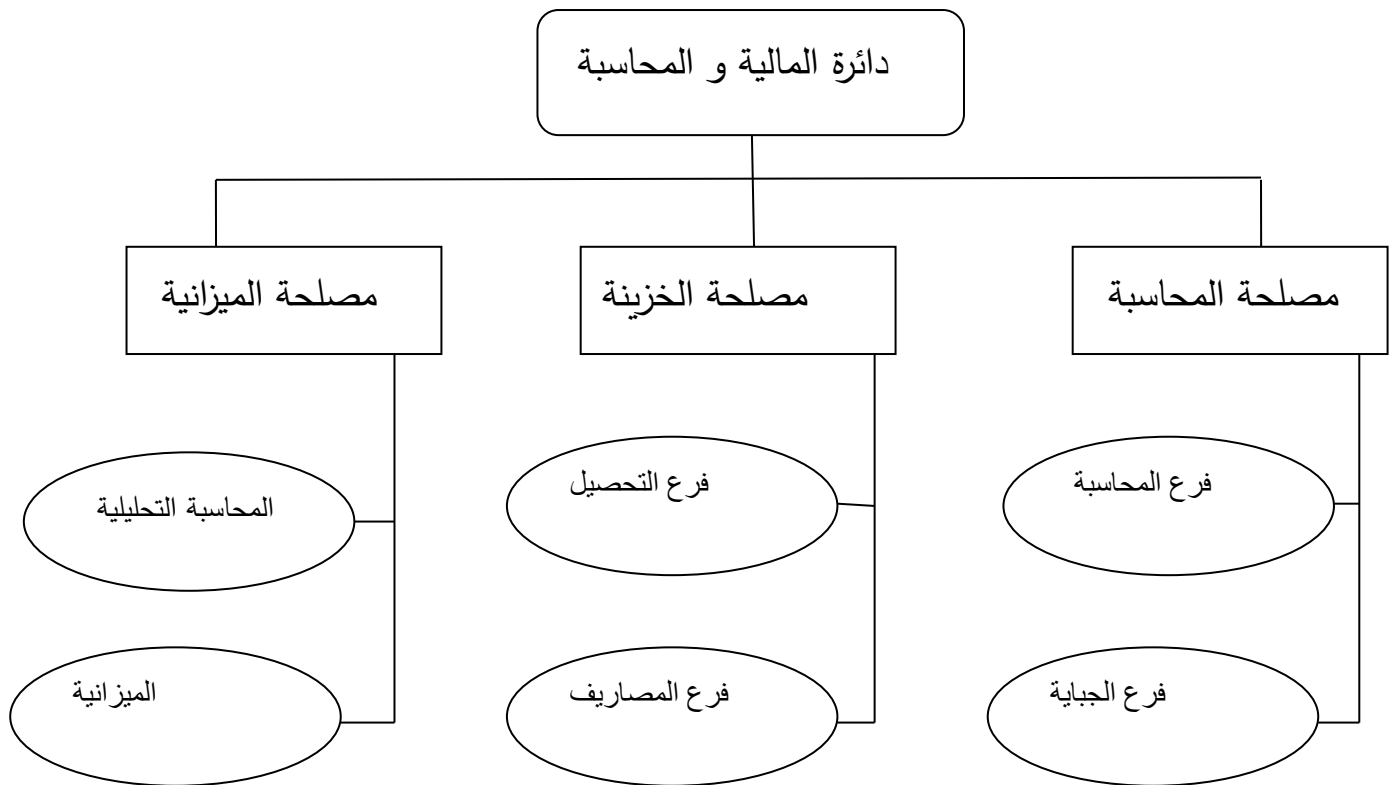 دائرة المالية و المحاسبة
مصلحة المحاسبة
مصلحة الخزينة
مصلحة الميزانية
فرع المحاسبة
فرع التحصيل
المحاسبة التحليلية
فرع الجباية
فرع المصاريف
الميزانية